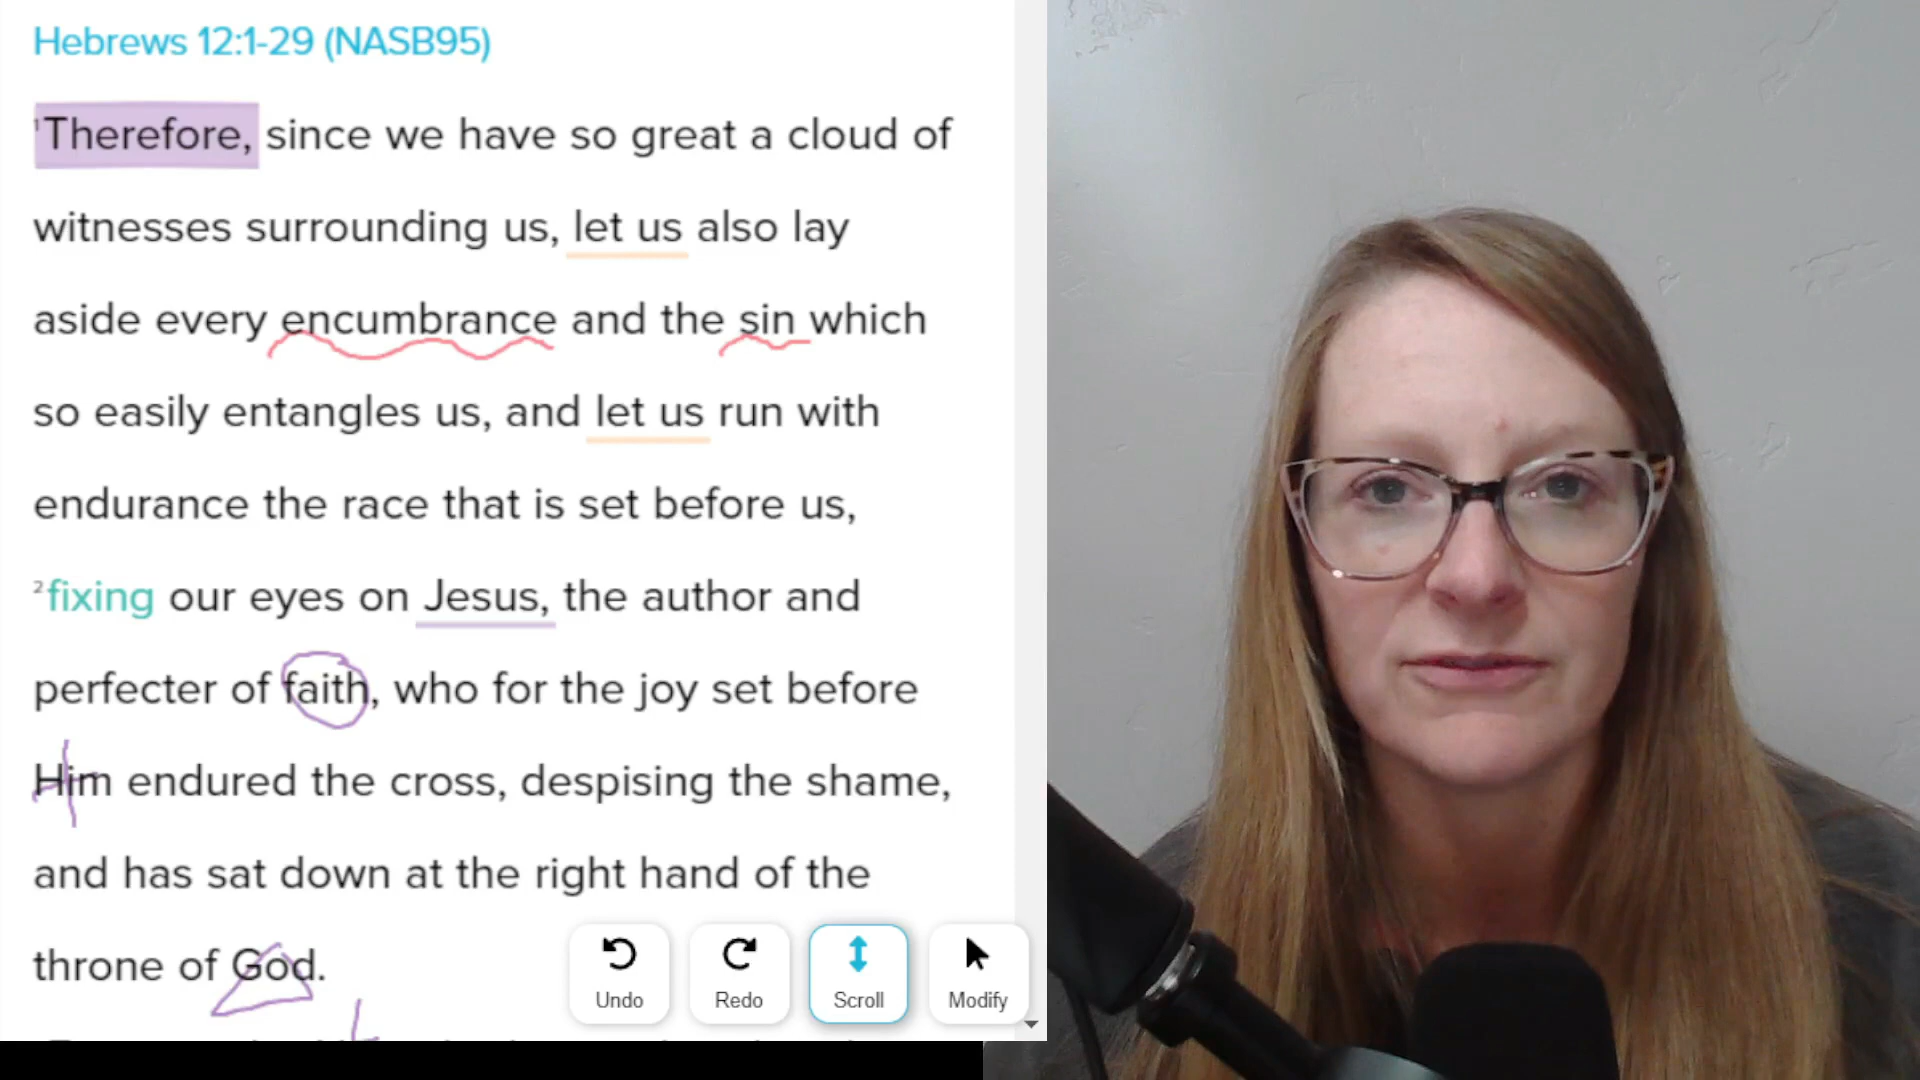 Hebrews 12:1-29 (NASB95)
1Therefore, since we have so great a cloud of
witnesses surrounding us, let us also lay
aside every encumbrance and the sin which
so easily entangles us, and let us run with
endurance the race that is set before us,
2fixing our eyes on Jesus, the author and
perfecter of faith, who for the joy set before
Him endured the cross, despising the shame,
and has sat down at the right hand of the
throne of God.
Undo Redo Scroll Modify